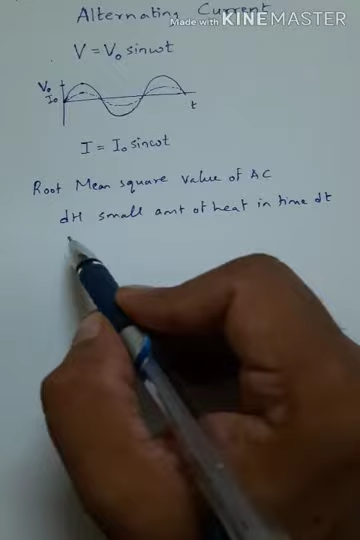 Alternating Current
Made with KINEMASTER
V = V₀ sinωt
V₀
I₀
t
I = I₀ sinωt
Root Mean square value of AC
dH small amt of heat in time dt